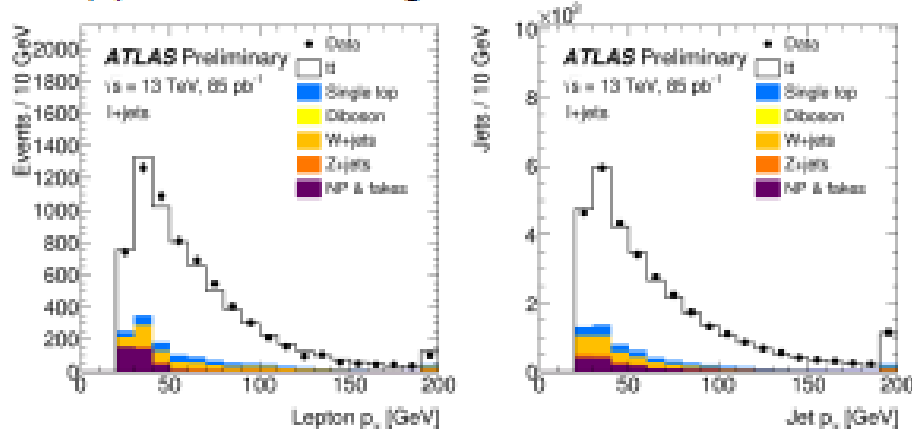 Events / 10 GeV
2000
1800
1600
1400
1200
1000
800
600
400
200
0
ATLAS Preliminary
√s = 13 TeV, 85 pb⁻¹
l+jets
Data
tt
Single top
Diboson
W+jets
Z+jets
NP & fakes
0 50 100 150 200
Lepton pₓ [GeV]
Jets / 10 GeV
10
8
6
4
2
0
ATLAS Preliminary
√s = 13 TeV, 85 pb⁻¹
l+jets
Data
tt
Single top
Diboson
W+jets
Z+jets
NP & fakes
0 50 100 150 200
Jet pₓ [GeV]